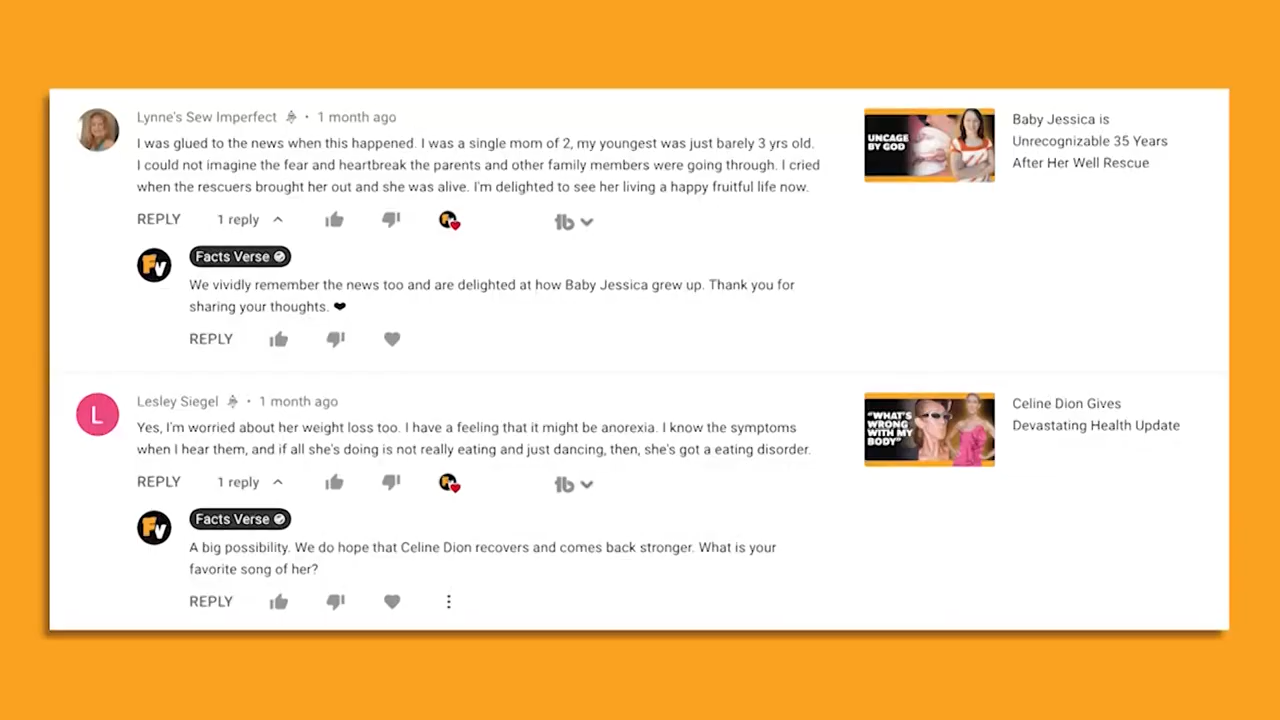 Lynne's Sew Imperfect · 1 month ago
I was glued to the news when this happened. I was a single mom of 2, my youngest was just barely 3 yrs old.
I could not imagine the fear and heartbreak the parents and other family members were going through. I cried
when the rescuers brought her out and she was alive. I'm delighted to see her living a happy fruitful life now.
REPLY 1 reply
tb
Fv
Facts Verse
We vividly remember the news too and are delighted at how Baby Jessica grew up. Thank you for
sharing your thoughts. ❤
REPLY
UNCAGE
BY GOD
Baby Jessica is
Unrecognizable 35 Years
After Her Well Rescue
L
Lesley Siegel · 1 month ago
Yes, I'm worried about her weight loss too. I have a feeling that it might be anorexia. I know the symptoms
when I hear them, and if all she's doing is not really eating and just dancing, then, she's got a eating disorder.
REPLY 1 reply
tb
Fv
Facts Verse
A big possibility. We do hope that Celine Dion recovers and comes back stronger. What is your
favorite song of her?
REPLY
"WHAT'S
WRONG
WITH MY
BODY"
Celine Dion Gives
Devastating Health Update